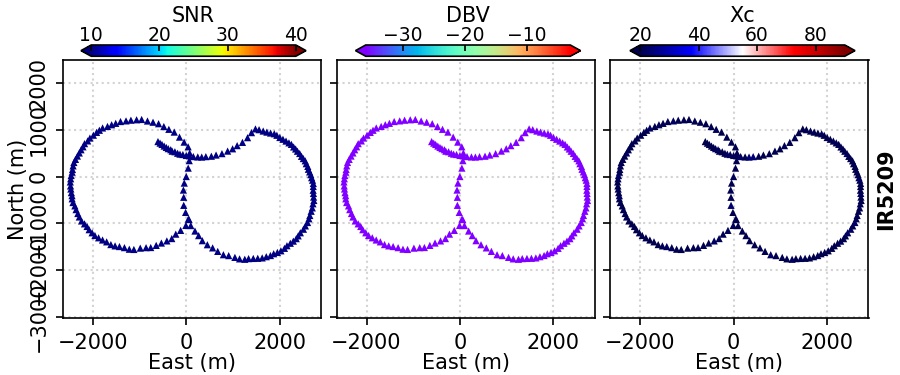 SNR DBV Xc
10 20 30 40 −30 −20 −10 20 40 60 80
North (m)
2000
1000
0
−1000
−2000
−3000
−2000 0 2000 −2000 0 2000 −2000 0 2000
East (m) East (m) East (m)
IR5209